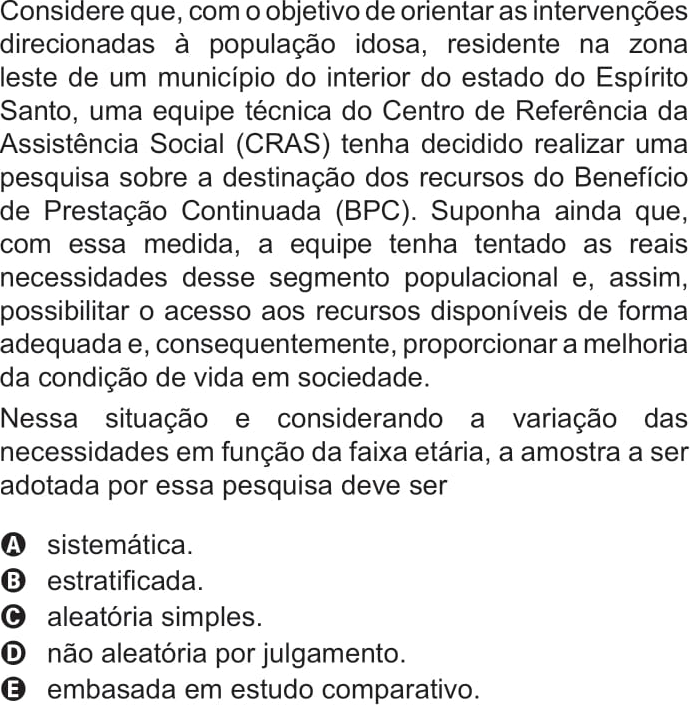 Considere que, com o objetivo de orientar as intervenções
direcionadas à população idosa, residente na zona
leste de um município do interior do estado do Espírito
Santo, uma equipe técnica do Centro de Referência da
Assistência Social (CRAS) tenha decidido realizar uma
pesquisa sobre a destinação dos recursos do Benefício
de Prestação Continuada (BPC). Suponha ainda que,
com essa medida, a equipe tenha tentado as reais
necessidades desse segmento populacional e, assim,
possibilitar o acesso aos recursos disponíveis de forma
adequada e, consequentemente, proporcionar a melhoria
da condição de vida em sociedade.
Nessa situação e considerando a variação das
necessidades em função da faixa etária, a amostra a ser
adotada por essa pesquisa deve ser
A sistemática.
B estratificada.
C aleatória simples.
D não aleatória por julgamento.
E embasada em estudo comparativo.